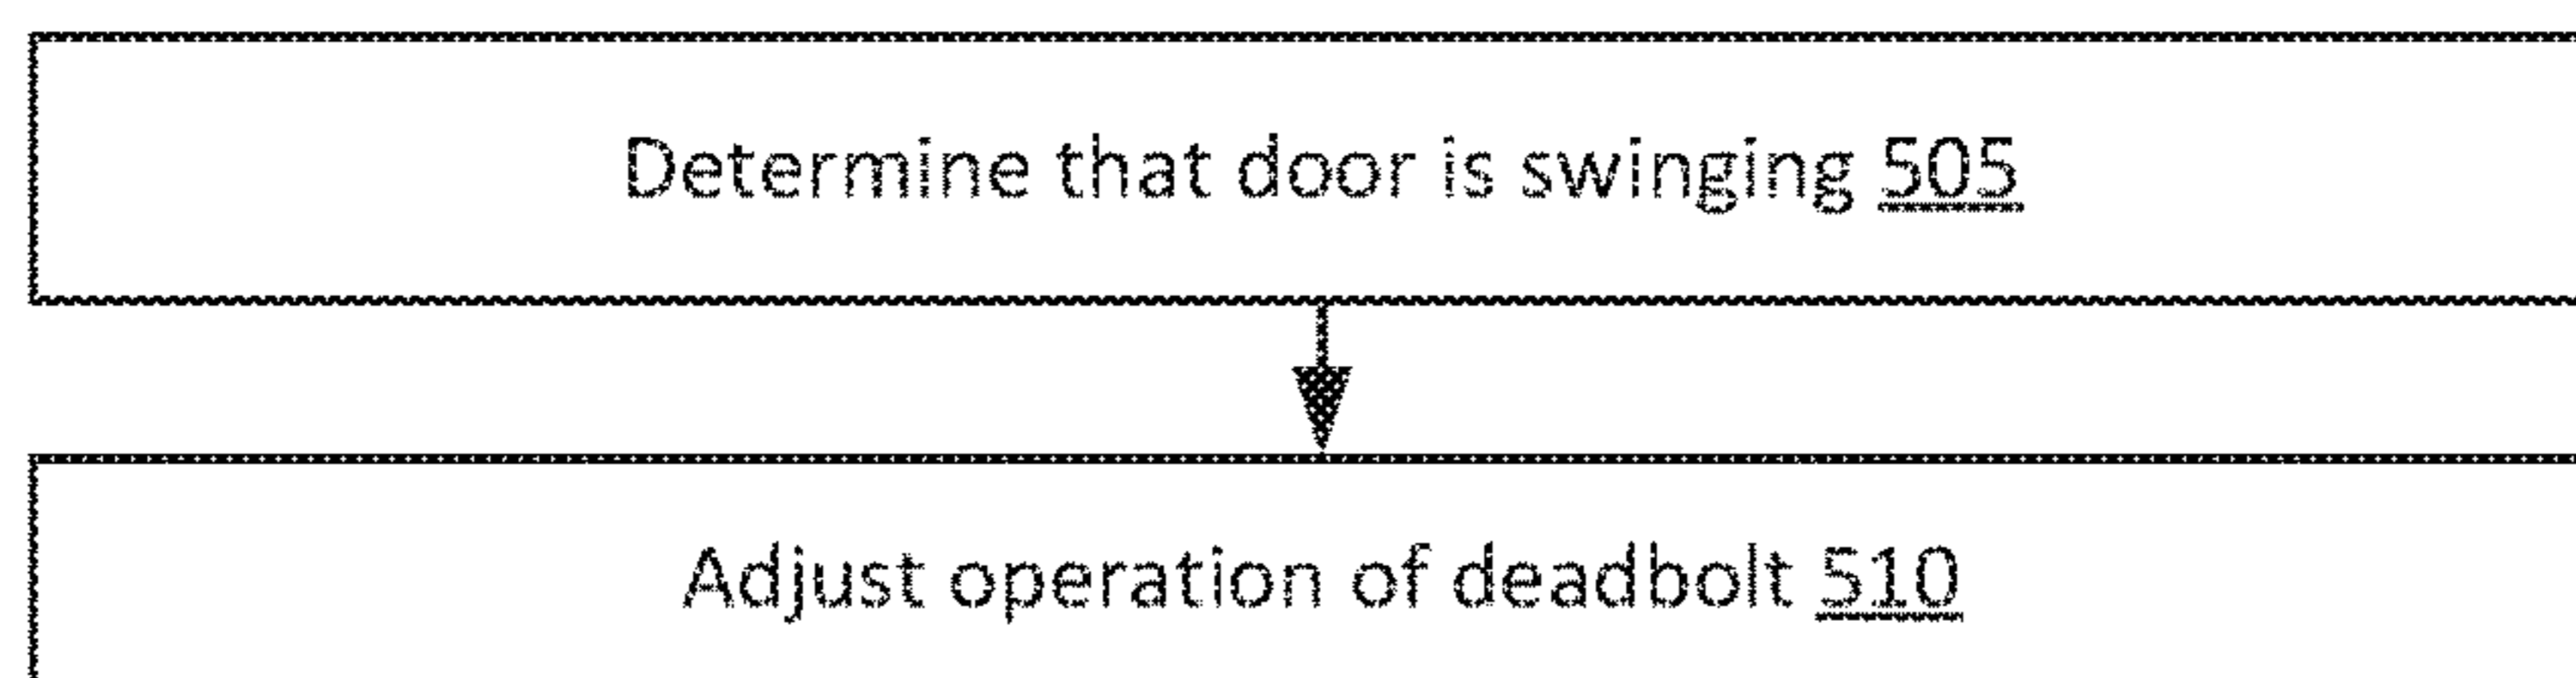 Determine that door is swinging 505
Adjust operation of deadbolt 510